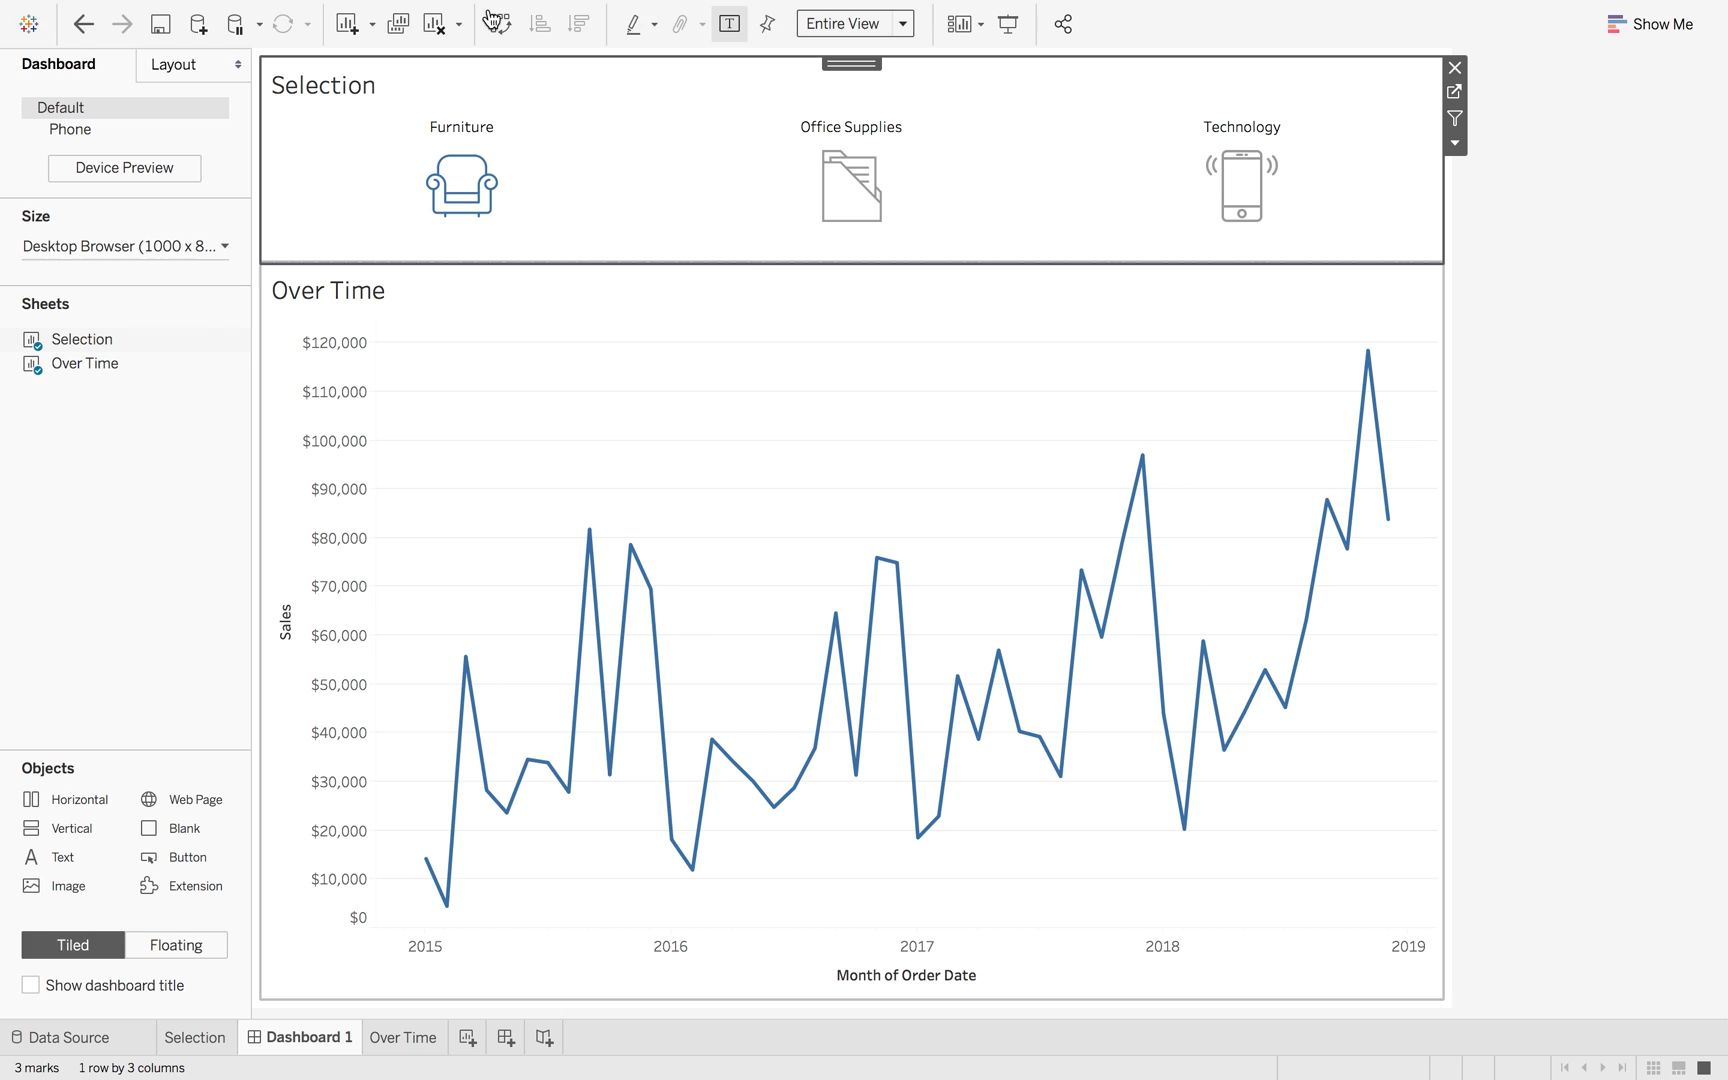 Entire View
Show Me
Dashboard
Layout
Default
Phone
Device Preview
Size
Desktop Browser (1000 x 8...
Sheets
Selection
Over Time
Objects
Horizontal
Web Page
Vertical
Blank
Text
Button
Image
Extension
Tiled
Floating
Show dashboard title
Selection
Furniture
Office Supplies
Technology
Over Time
$120,000
$110,000
$100,000
$90,000
$80,000
$70,000
$60,000
$50,000
$40,000
$30,000
$20,000
$10,000
$0
Sales
2015 2016 2017 2018 2019
Month of Order Date
Data Source Selection Dashboard 1 Over Time
3 marks 1 row by 3 columns